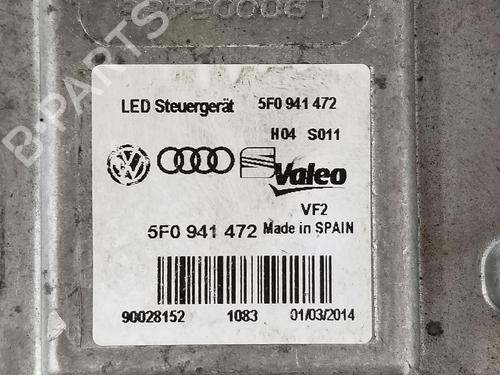 LED Steuergerät 5F0 941 472
H04 S011
Valeo
VF2
5F0 941 472 Made in SPAIN
90028152 1083 01/03/2014
B-PARTS